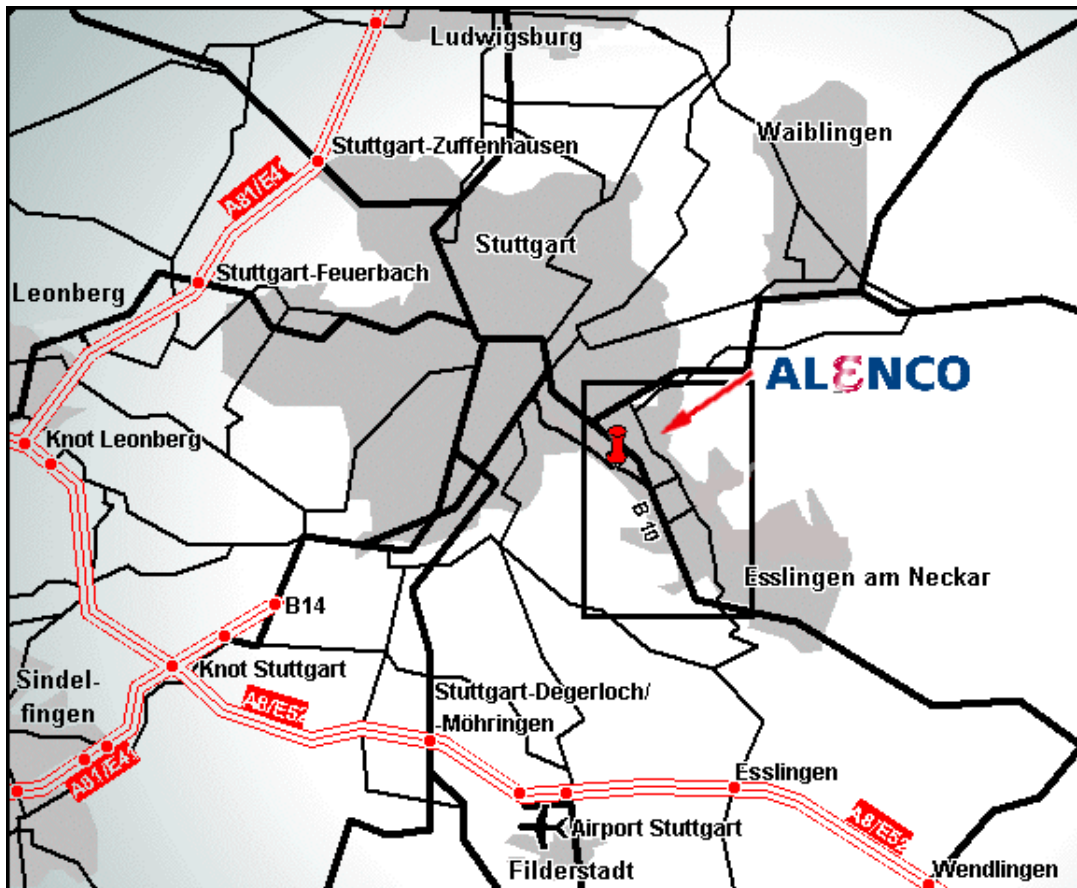 Ludwigsburg
Waiblingen
Stuttgart-Zuffenhausen
A81/E41
Stuttgart
Stuttgart-Feuerbach
Leonberg
ALENCO
Knot Leonberg
B 10
Esslingen am Neckar
B14
Knot Stuttgart
Sindel-
fingen
Stuttgart-Degerloch/
-Möhringen
A8/E52
A81/E41
Esslingen
A8/E52
Airport Stuttgart
Filderstadt
Wendlingen